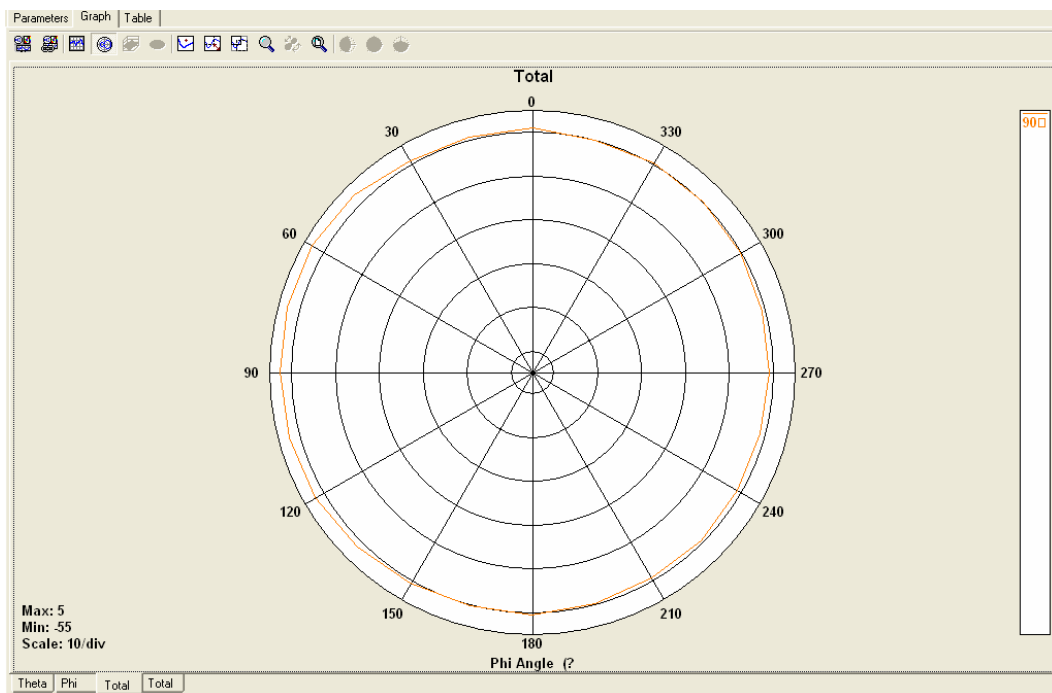 Parameters Graph Table
Total
0
30 330
60 300
90 270
120 240
150 210
180
90□
Max: 5
Min: -55
Scale: 10/div
Phi Angle (?
Theta Phi Total Total